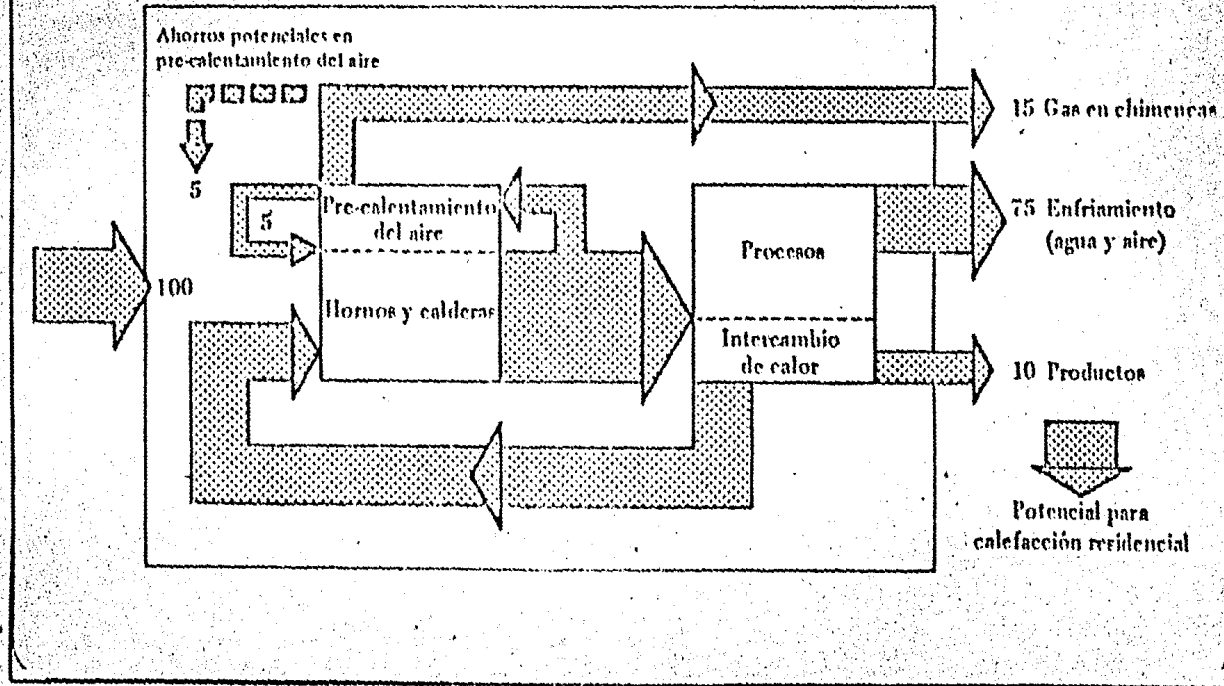 Ahorros potenciales en
pre-calentamiento del aire
5
5
Pre-calentamiento
del aire
100
Hornos y calderas
Procesos
Intercambio
de calor
15 Gas en chimeneas
75 Enfriamiento
(agua y aire)
10 Productos
Potencial para
calefacción residencial